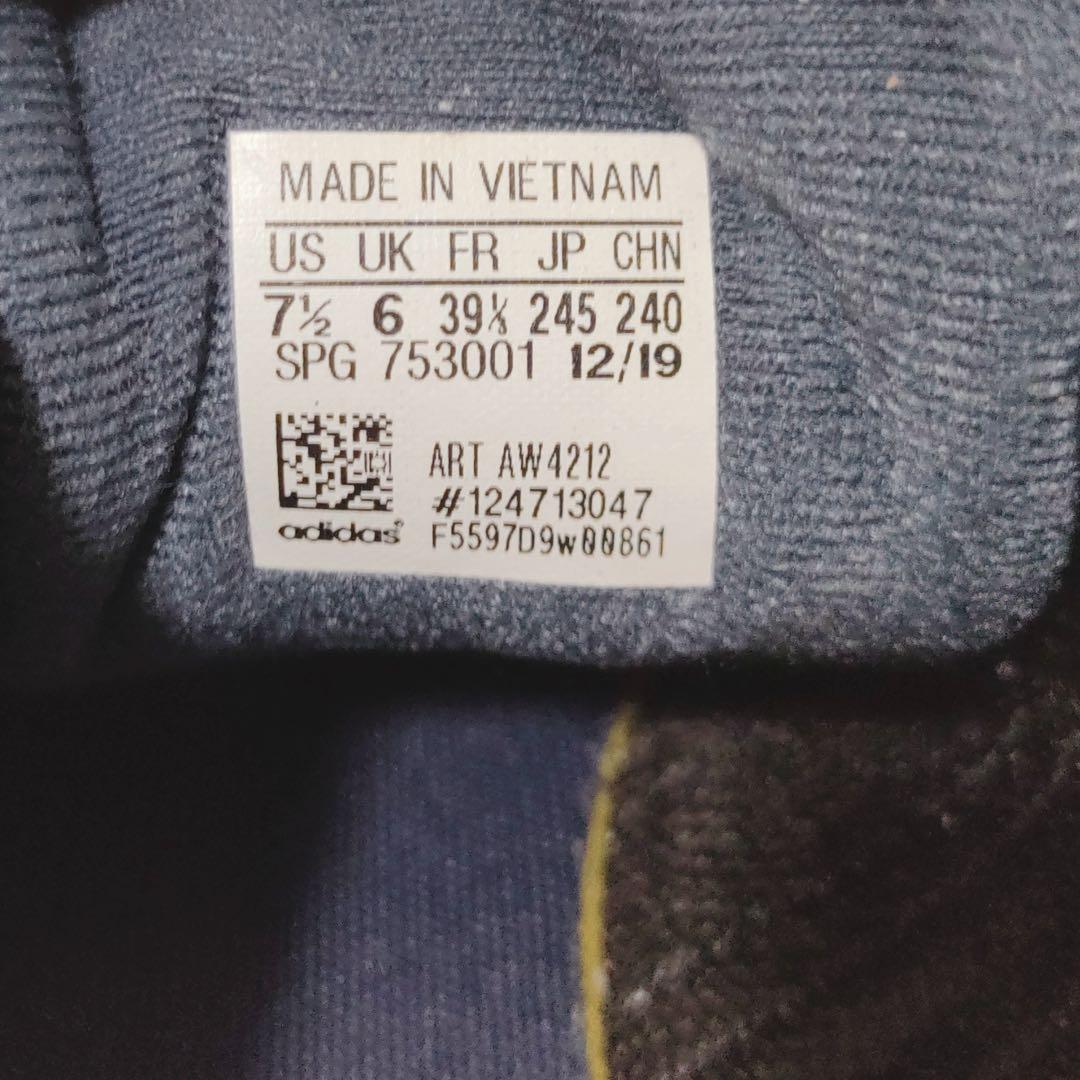 MADE IN VIETNAM
US UK FR JP CHN
7½ 6 39⅓ 245 240
SPG 753001 12/19
ART AW4212
#124713047
adidas F5597D9w00861